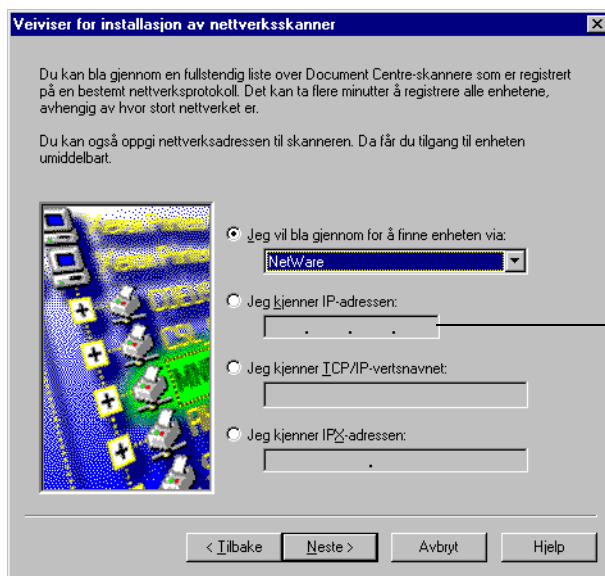 Veiviser for installasjon av nettverksskanner
Du kan bla gjennom en fullstendig liste over Document Centre-skannere som er registrert
på en bestemt nettverksprotokoll. Det kan ta flere minutter å registrere alle enhetene,
avhengig av hvor stort nettverket er.
Du kan også oppgi nettverksadressen til skanneren. Da får du tilgang til enheten
umiddelbart.
Jeg vil bla gjennom for å finne enheten via:
NetWare
Jeg kjenner IP-adressen:
. . .
Jeg kjenner TCP/IP-vertsnavnet:
Jeg kjenner IPX-adressen:
.
< Tilbake
Neste >
Avbryt
Hjelp